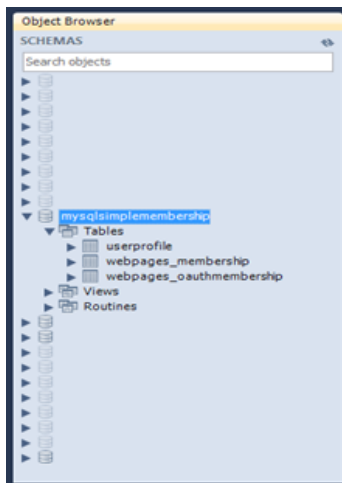 Object Browser
SCHEMAS
Search objects
mysqlsimplemembership
Tables
userprofile
webpages_membership
webpages_oauthmembership
Views
Routines